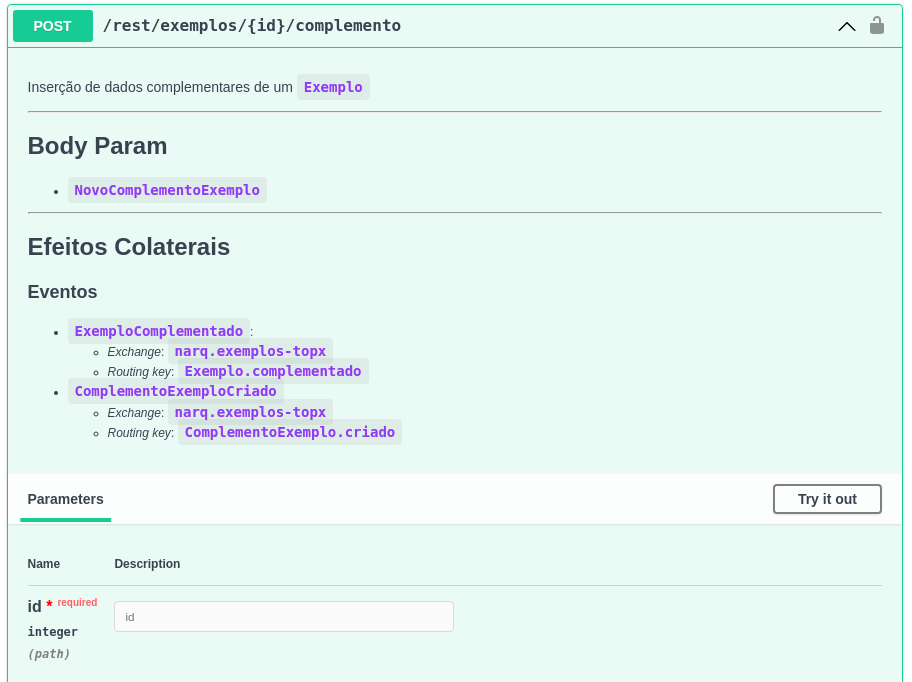 POST /rest/exemplos/{id}/complemento
Inserção de dados complementares de um Exemplo
Body Param
NovoComplementoExemplo
Efeitos Colaterais
Eventos
ExemploComplementado:
Exchange: narq.exemplos-topx
Routing key: Exemplo.complementado
ComplementoExemploCriado
Exchange: narq.exemplos-topx
Routing key: ComplementoExemplo.criado
Parameters Try it out
Name Description
id * required id
integer
(path)